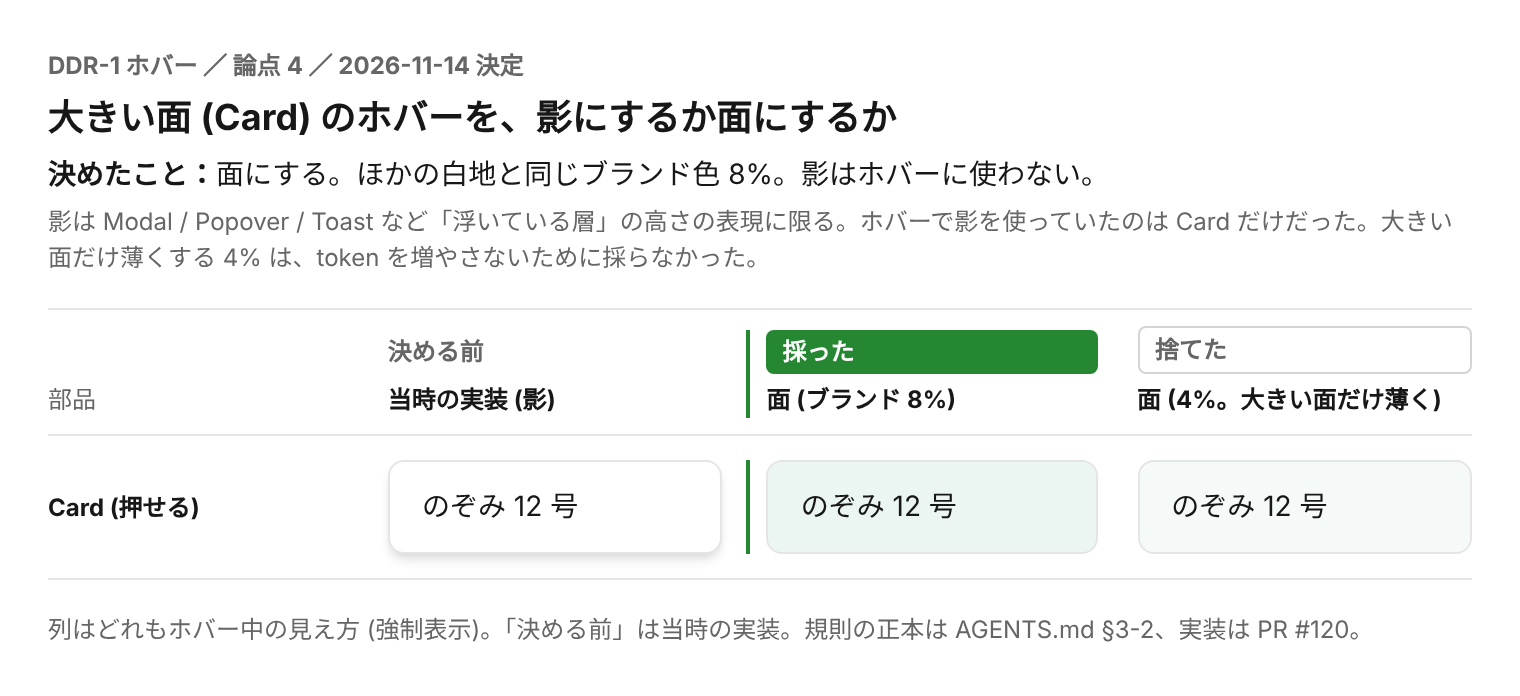 DDR-1 ホバー ／ 論点 4 ／ 2026-11-14 決定
大きい面 (Card) のホバーを、影にするか面にするか
決めたこと：面にする。ほかの白地と同じブランド色 8%。影はホバーに使わない。
影は Modal / Popover / Toast など「浮いている層」の高さの表現に限る。ホバーで影を使っていたのは Card だけだった。大きい
面だけ薄くする 4% は、token を増やさないために採らなかった。
決める前
採った
捨てた
部品
当時の実装 (影)
面 (ブランド 8%)
面 (4%。大きい面だけ薄く)
Card (押せる)
のぞみ 12 号
のぞみ 12 号
のぞみ 12 号
列はどれもホバー中の見え方 (強制表示)。「決める前」は当時の実装。規則の正本は AGENTS.md §3-2、実装は PR #120。